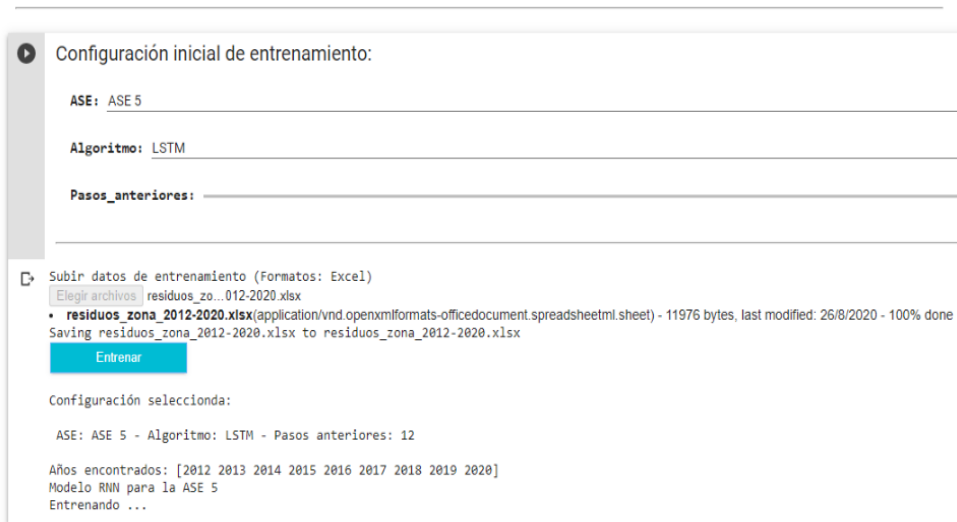 Configuración inicial de entrenamiento:
ASE: ASE 5
Algoritmo: LSTM
Pasos_anteriores:
Subir datos de entrenamiento (Formatos: Excel)
Elegir archivos residuos_zo...012-2020.xlsx
• residuos_zona_2012-2020.xlsx(application/vnd.openxmlformats-officedocument.spreadsheetml.sheet) - 11976 bytes, last modified: 26/8/2020 - 100% done
Saving residuos_zona_2012-2020.xlsx to residuos_zona_2012-2020.xlsx
Entrenar
Configuración seleccionda:
ASE: ASE 5 - Algoritmo: LSTM - Pasos anteriores: 12
Años encontrados: [2012 2013 2014 2015 2016 2017 2018 2019 2020]
Modelo RNN para la ASE 5
Entrenando ...